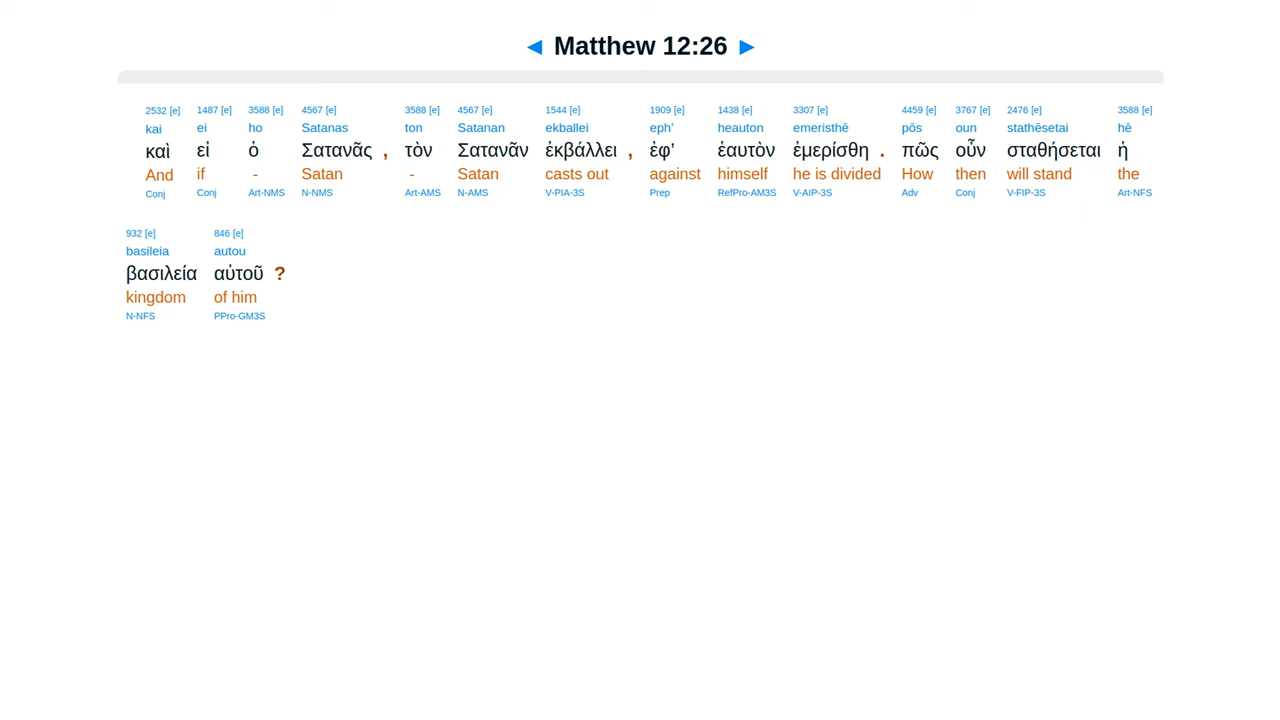 ◄ Matthew 12:26 ►
2532 [e] 1487 [e] 3588 [e] 4567 [e] 3588 [e] 4567 [e] 1544 [e] 1909 [e] 1438 [e] 3307 [e] 4459 [e] 3767 [e] 2476 [e] 3588 [e]
kai ei ho Satanas ton Satanan ekballei eph’ heauton emeristhē pōs oun stathēsetai hē
καὶ εἰ ὁ Σατανᾶς , τὸν Σατανᾶν ἐκβάλλει , ἐφ’ ἑαυτὸν ἐμερίσθη . πῶς οὖν σταθήσεται ἡ
And if - Satan - Satan casts out against himself he is divided How then will stand the
Conj Conj Art-NMS N-NMS Art-AMS N-AMS V-PIA-3S Prep RefPro-AM3S V-AIP-3S Adv Conj V-FIP-3S Art-NFS
932 [e] 846 [e]
basileia autou
βασιλεία αὐτοῦ ?
kingdom of him
N-NFS PPro-GM3S